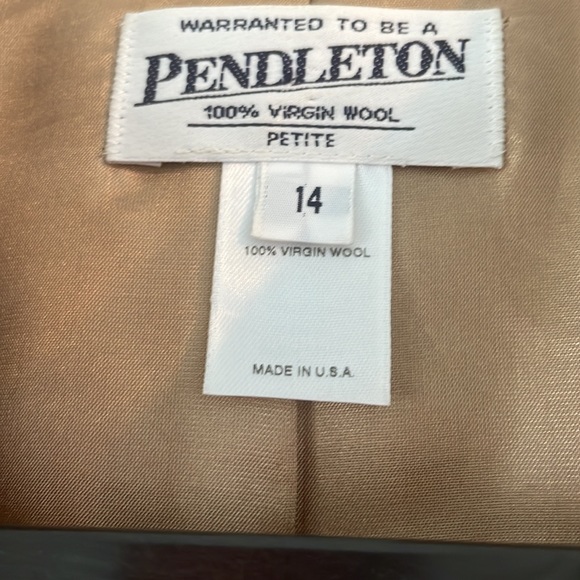 WARRANTED TO BE A
PENDLETON
100% VIRGIN WOOL
PETITE
14
100% VIRGIN WOOL
MADE IN U.S.A.